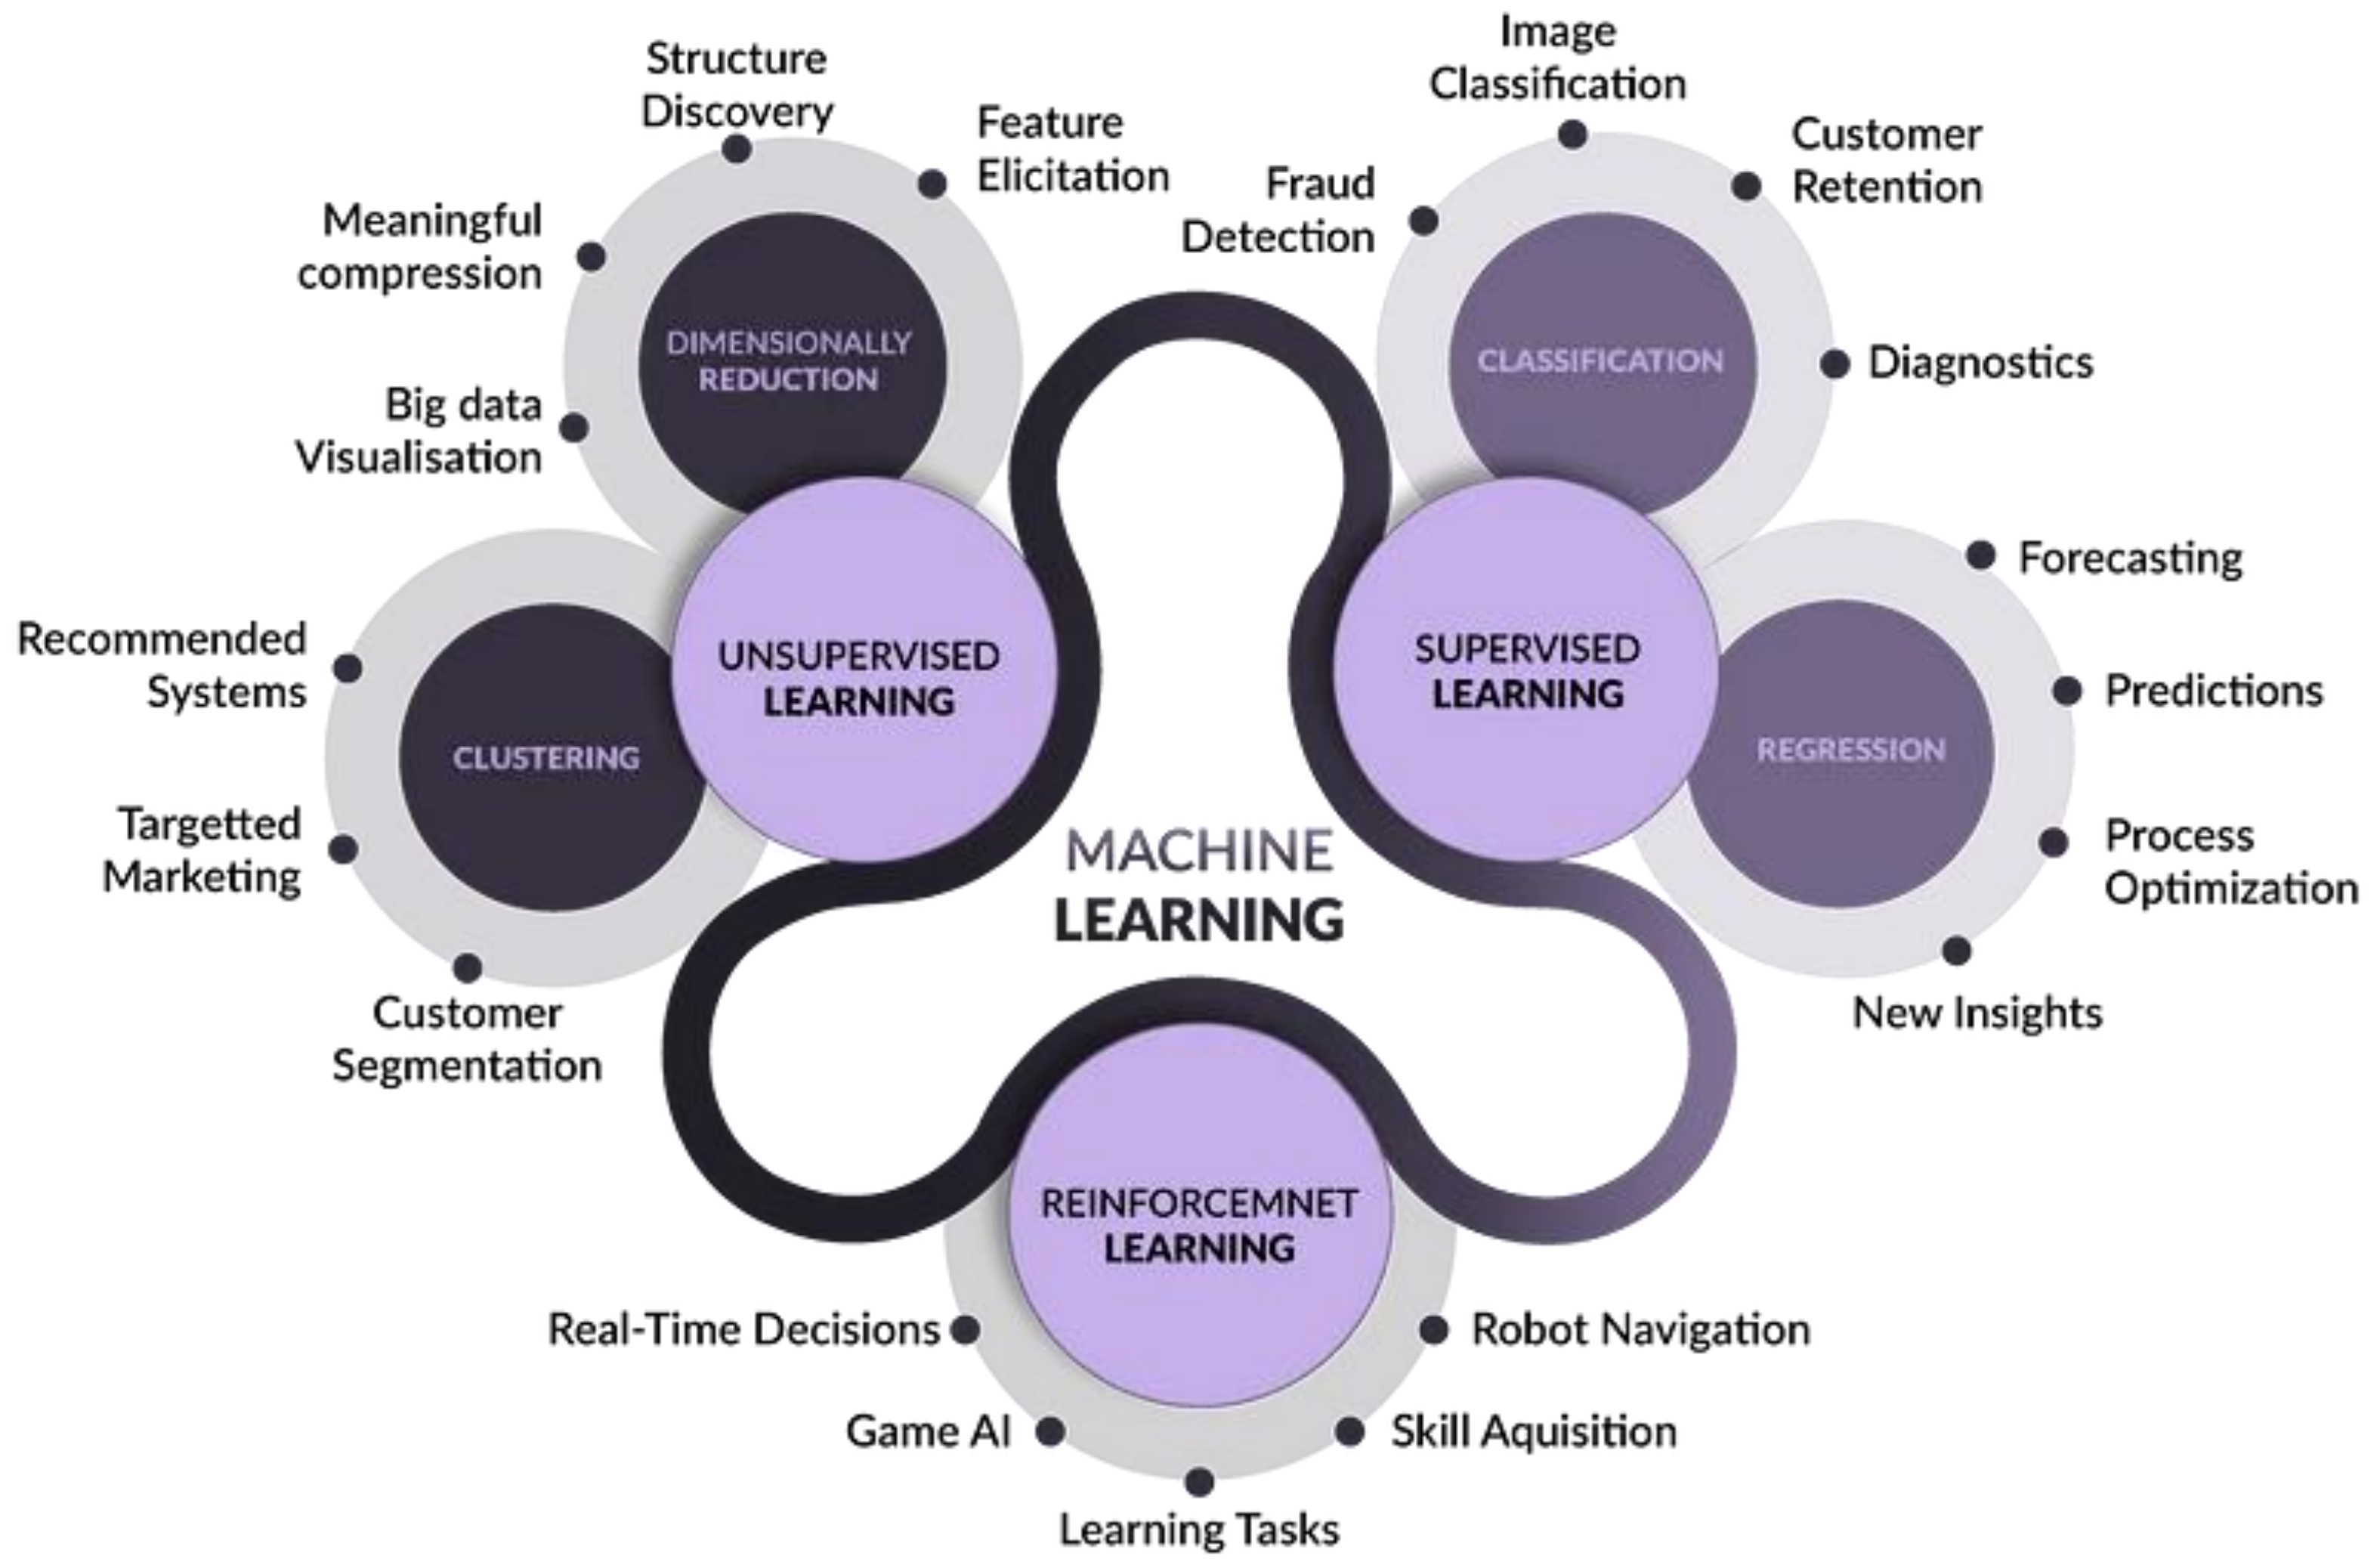 Structure
Discovery
Feature
Elicitation
Meaningful
compression
Big data
Visualisation
DIMENSIONALLY
REDUCTION
Image
Classification
Fraud
Detection
Customer
Retention
Diagnostics
CLASSIFICATION
UNSUPERVISED
LEARNING
SUPERVISED
LEARNING
Recommended
Systems
Targetted
Marketing
Customer
Segmentation
CLUSTERING
Forecasting
Predictions
Process
Optimization
New Insights
REGRESSION
MACHINE
LEARNING
REINFORCEMNET
LEARNING
Real-Time Decisions
Game AI
Learning Tasks
Skill Aquisition
Robot Navigation